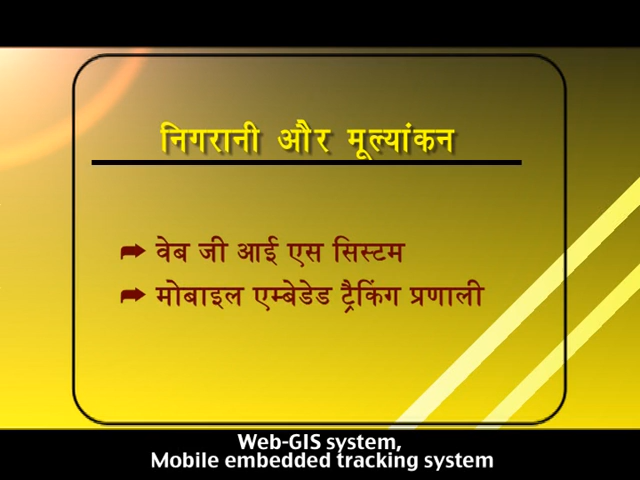 निगरानी और मूल्यांकन
वेब जी आई एस सिस्टम
मोबाइल एम्बेडेड ट्रैकिंग प्रणाली
Web-GIS system,
Mobile embedded tracking system